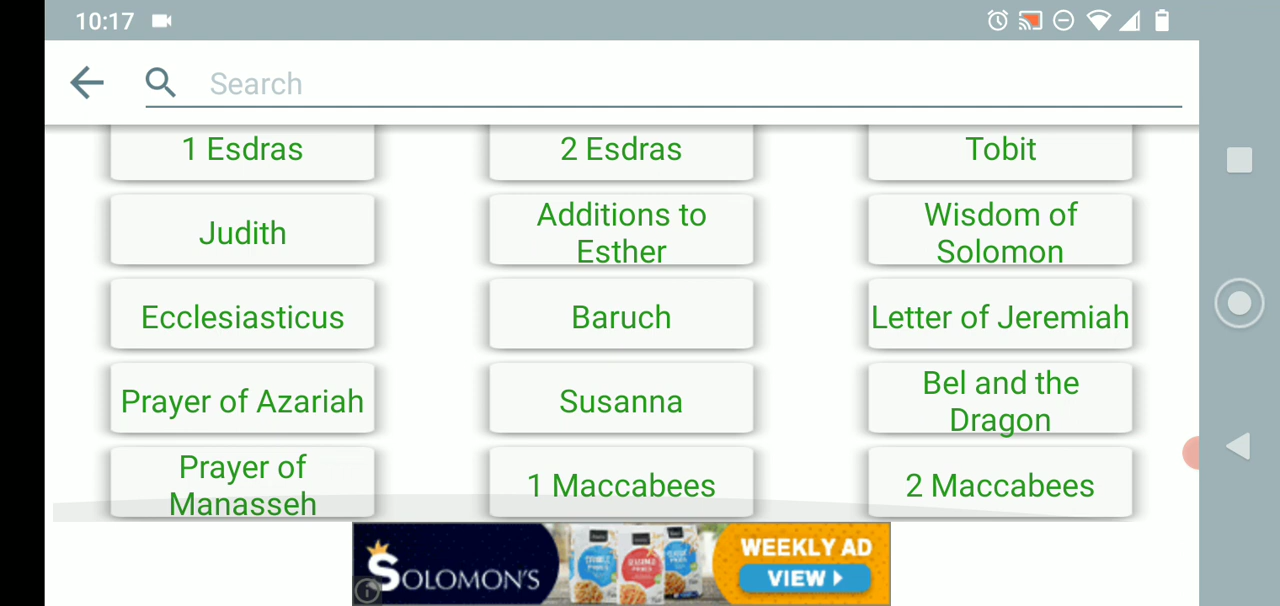 10:17
Search
1 Esdras
2 Esdras
Tobit
Judith
Additions to
Esther
Wisdom of
Solomon
Ecclesiasticus
Baruch
Letter of Jeremiah
Prayer of Azariah
Susanna
Bel and the
Dragon
Prayer of
Manasseh
1 Maccabees
2 Maccabees
SOLOMON'S
WEEKLY AD
VIEW